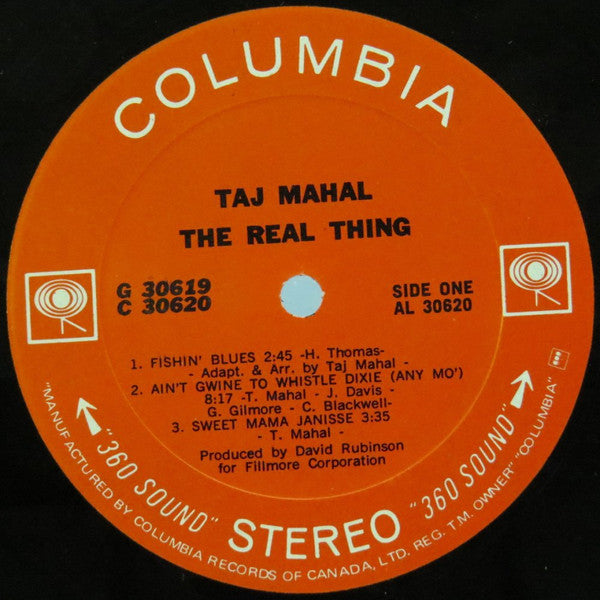 COLUMBIA
TAJ MAHAL
THE REAL THING
G 30619
C 30620
SIDE ONE
AL 30620
1. FISHIN' BLUES 2:45 -H. Thomas-
- Adapt. & Arr. by Taj Mahal -
2. AIN'T GWINE TO WHISTLE DIXIE (ANY MO')
8:17 -T. Mahal - J. Davis -
G. Gilmore - C. Blackwell-
3. SWEET MAMA JANISSE 3:35
- T. Mahal -
Produced by David Rubinson
for Fillmore Corporation
"360 SOUND" STEREO "360 SOUND"
"MANUFACTURED BY COLUMBIA RECORDS OF CANADA, LTD. REG. T.M. OWNER" "COLUMBIA"